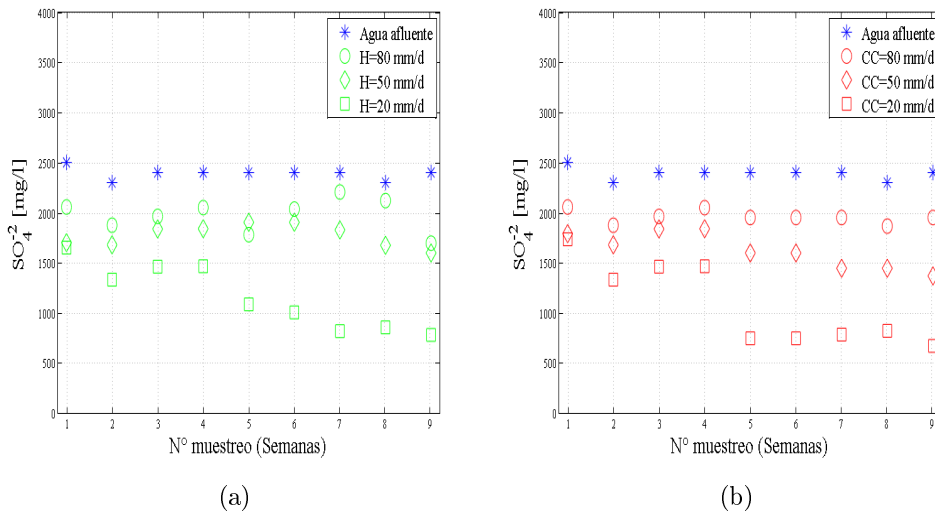 4000
3500
3000
2500
2000
1500
1000
500
0
SO₄⁻² [mg/l]
1 2 3 4 5 6 7 8 9
N° muestreo (Semanas)
Agua afluente
H=80 mm/d
H=50 mm/d
H=20 mm/d
(a)
4000
3500
3000
2500
2000
1500
1000
500
0
SO₄⁻² [mg/l]
1 2 3 4 5 6 7 8 9
N° muestreo (Semanas)
Agua afluente
CC=80 mm/d
CC=50 mm/d
CC=20 mm/d
(b)